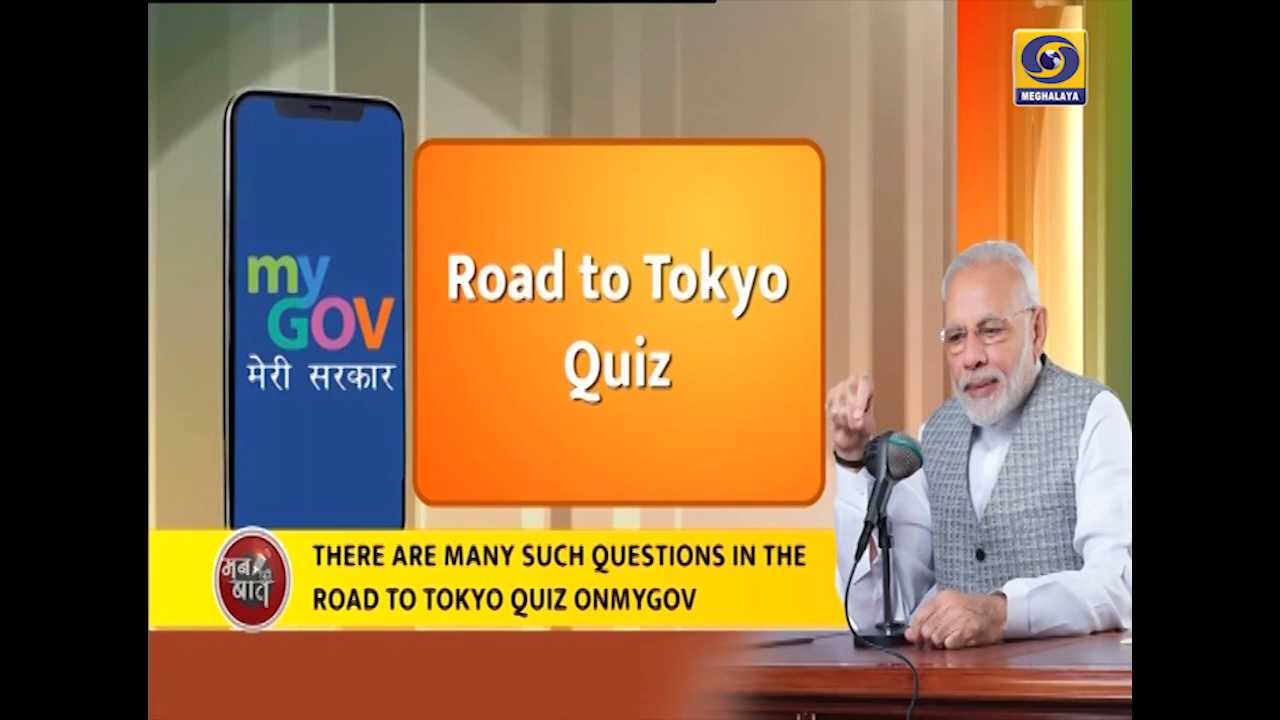 MEGHALAYA
my
GOV
मेरी सरकार
Road to Tokyo
Quiz
मन की
बात
THERE ARE MANY SUCH QUESTIONS IN THE
ROAD TO TOKYO QUIZ ONMYGOV